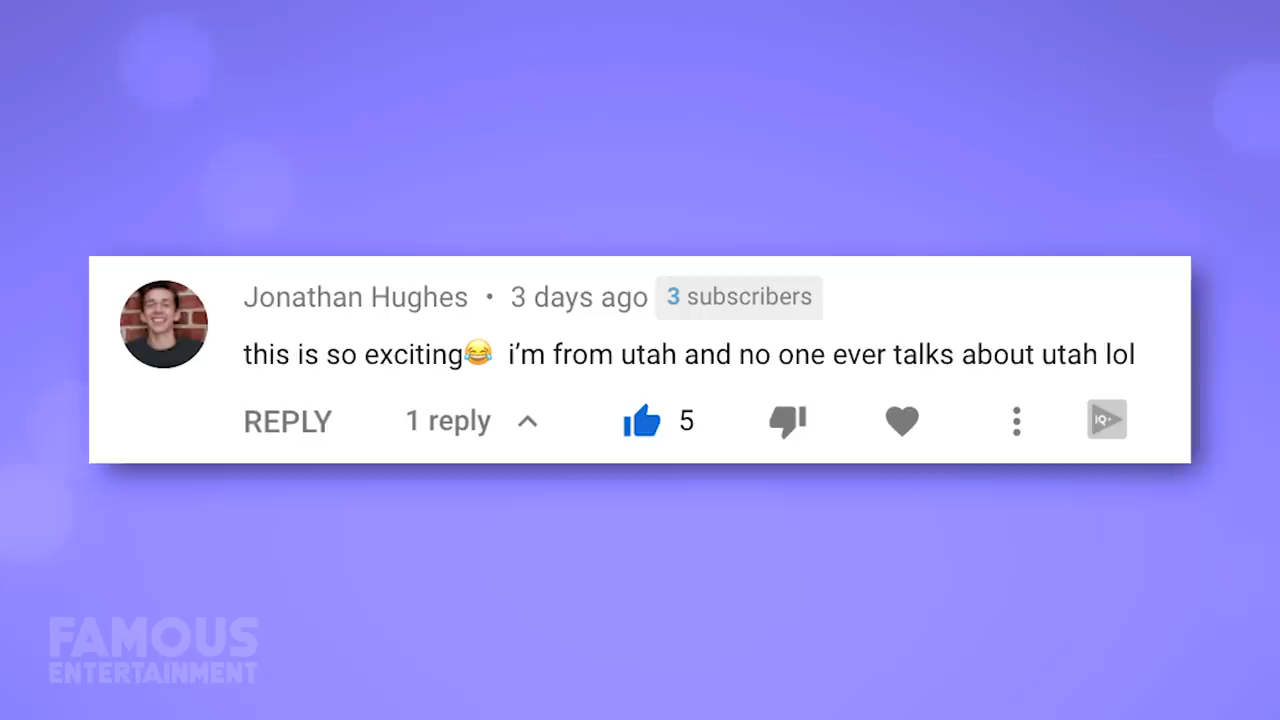 Jonathan Hughes • 3 days ago 3 subscribers
this is so exciting😂 i’m from utah and no one ever talks about utah lol
REPLY 1 reply 5 IQ+
FAMOUS
ENTERTAINMENT